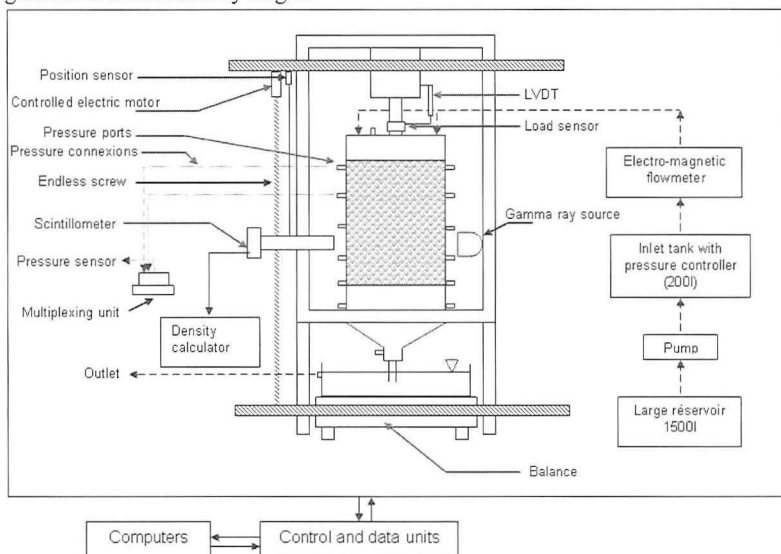 Position sensor
Controlled electric motor
Pressure ports
Pressure connexions
Endless screw
Scintillometer
Pressure sensor
Multiplexing unit
Density
calculator
Outlet
LVDT
Load sensor
Gamma ray source
Electro-magnetic
flowmeter
Inlet tank with
pressure controller
(200l)
Pump
Large réservoir
1500l
Balance
Computers
Control and data units